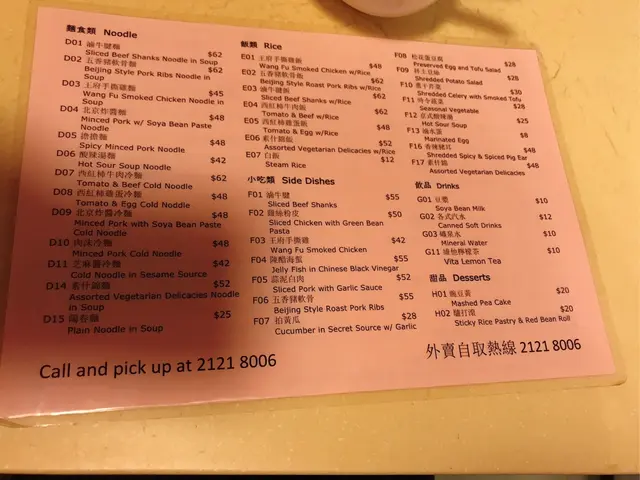 麵食類 Noodle
D01 滷牛腱麵 $62
Sliced Beef Shanks Noodle in Soup
D02 五香豬軟骨麵 $62
Beijing Style Pork Ribs Noodle in
Soup
D03 王府手撕雞麵 $45
Wang Fu Smoked Chicken Noodle in
Soup
D04 北京炸醬麵 $48
Minced Pork w/ Soya Bean Paste
Noodle
D05 擔擔麵 $48
Spicy Minced Pork Noodle
D06 酸辣湯麵 $42
Hot Sour Soup Noodle
D07 西紅柿牛肉冷麵 $62
Tomato & Beef Cold Noddle
D08 西紅柿雞蛋冷麵 $48
Tomato & Egg Cold Noddle
D09 北京炸醬冷麵 $48
Minced Pork with Soya Bean Paste
Cold Noodle
D10 肉沫冷麵 $48
Minced Pork Cold Noodle
D11 芝麻醬冷麵 $42
Cold Noodle in Sesame Source
D14 素什錦麵 $52
Assorted Vegetarian Delicacies Noodle
in Soup
D15 陽春麵 $25
Plain Noodle in Soup
飯類 Rice
E01 王府手撕雞飯 $48
Wang Fu Smoked Chicken w/Rice
E02 五香豬軟骨飯 $62
Beijing Style Roast Pork Ribs w/Rice
E03 滷牛腱飯 $62
Sliced Beef Shanks w/Rice
E04 西紅柿牛肉飯 $56
Tomato & Beef w/Rice
E05 西紅柿雞蛋飯 $48
Tomato & Egg w/Rice
E06 素什錦飯 $52
Assorted Vegetarian Delicacies w/Rice
E07 白飯 $12
Steam Rice
小吃類 Side Dishes
F01 滷牛腱 $55
Sliced Beef Shanks
F02 雞絲粉皮 $50
Sliced Chicken with Green Bean
Pasta
F03 王府手撕雞 $42
Wang Fu Smoked Chicken
F04 陳醋海蜇 $55
Jelly Fish in Chinese Black Vinegar
F05 蒜泥白肉 $52
Sliced Pork with Garlic Sauce
F06 五香豬軟骨 $55
Beijing Style Roast Pork Ribs
F07 拍黃瓜 $28
Cucumber in Secret Source w/ Garlic
F08 松花蛋豆腐 $28
Preserved Egg and Tofu Salad
F09 拌土豆絲 $28
Shredded Potato Salad
F10 $30
Shredded Celery with Smoked Tofu
F11 時令蔬菜 $28
Seasonal Vegetable
F12 京式酸辣湯 $25
Hot Sour Soup
F13 滷水蛋 $8
Marinated Egg
F16 香辣豬耳 $48
Shredded Spicy & Spiced Pig Ear
F17 素什錦 $48
Assorted Vegetarian Delicacies
飲品 Drinks
G01 豆漿 $10
Soya Bean Milk
G02 各式汽水 $12
Canned Soft Drinks
G03 礦泉水 $10
Mineral Water
G11 維他檸檬茶 $10
Vita Lemon Tea
甜品 Desserts
H01 豌豆黃 $20
Mashed Pea Cake
H02 驢打滾 $20
Sticky Rice Pastry & Red Bean Roll
Call and pick up at 2121 8006
外賣自取熱線 2121 8006